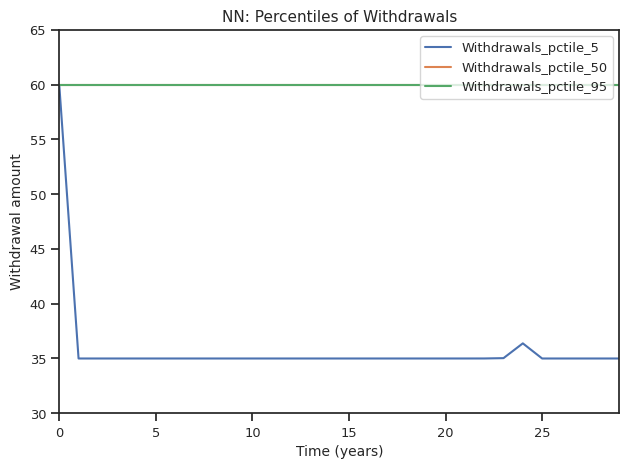 NN: Percentiles of Withdrawals
Withdrawals_pctile_5
Withdrawals_pctile_50
Withdrawals_pctile_95
Withdrawal amount
65
60
55
50
45
40
35
30
0 5 10 15 20 25
Time (years)